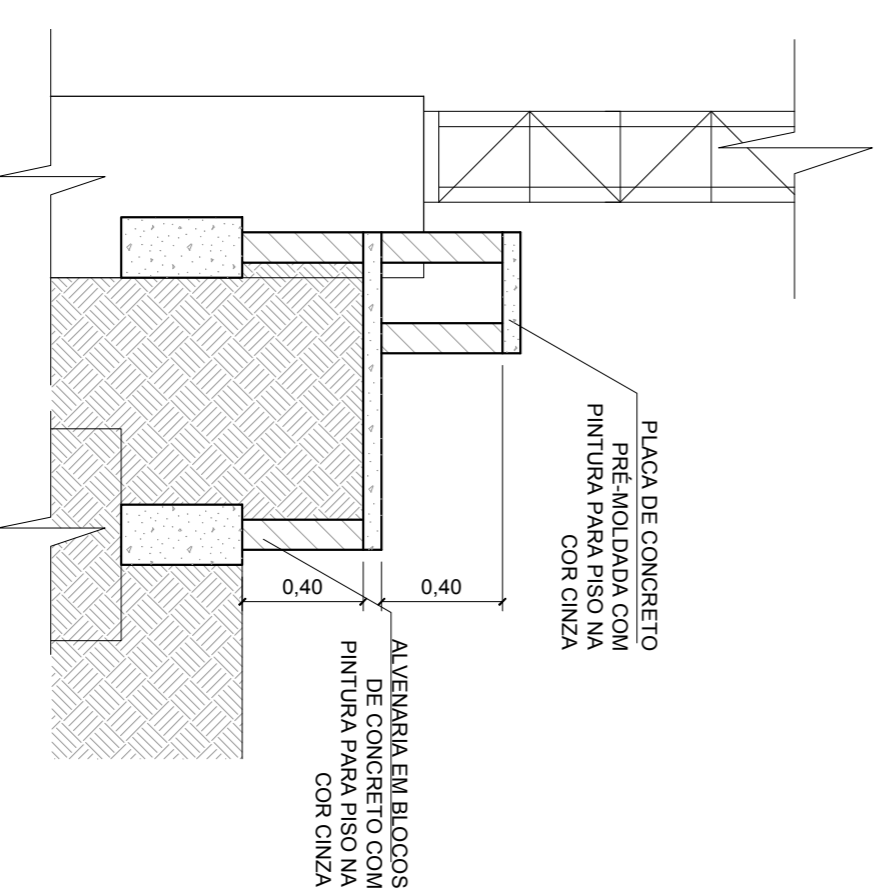 PLACA DE CONCRETO
PRÉ-MOLDADA COM
PINTURA PARA PISO NA
COR CINZA
0,40
0,40
ALVENARIA EM BLOCOS
DE CONCRETO COM
PINTURA PARA PISO NA
COR CINZA